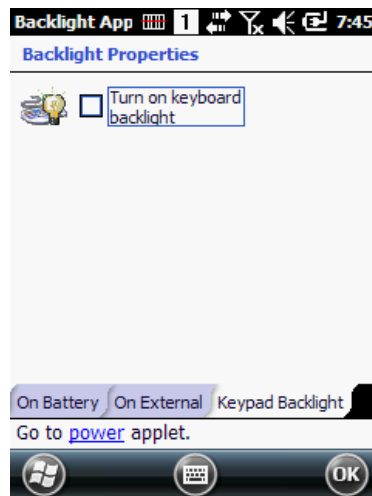 Backlight App 1 7:45
Backlight Properties
Turn on keyboard
backlight
On Battery On External Keypad Backlight
Go to power applet.
OK